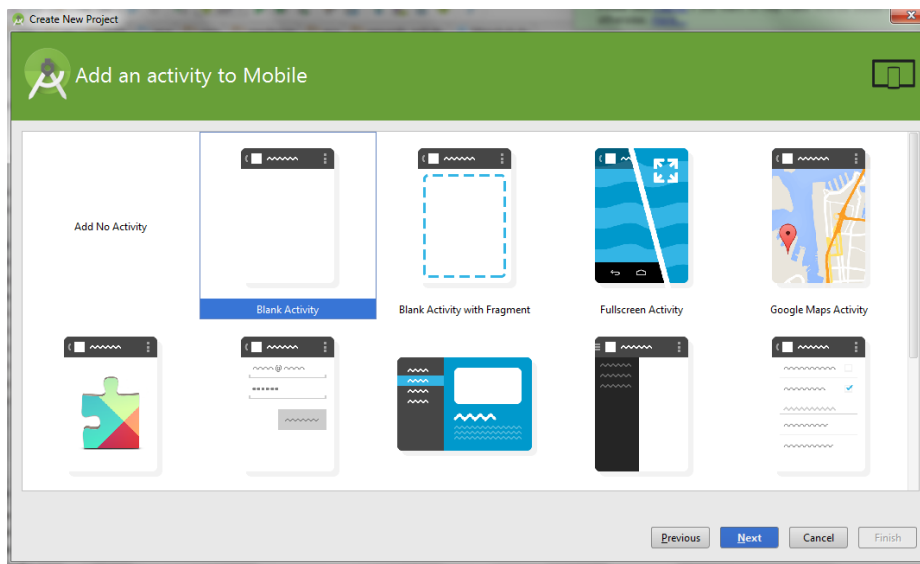 Create New Project
Add an activity to Mobile
Add No Activity
Blank Activity
Blank Activity with Fragment
Fullscreen Activity
Google Maps Activity
Previous
Next
Cancel
Finish